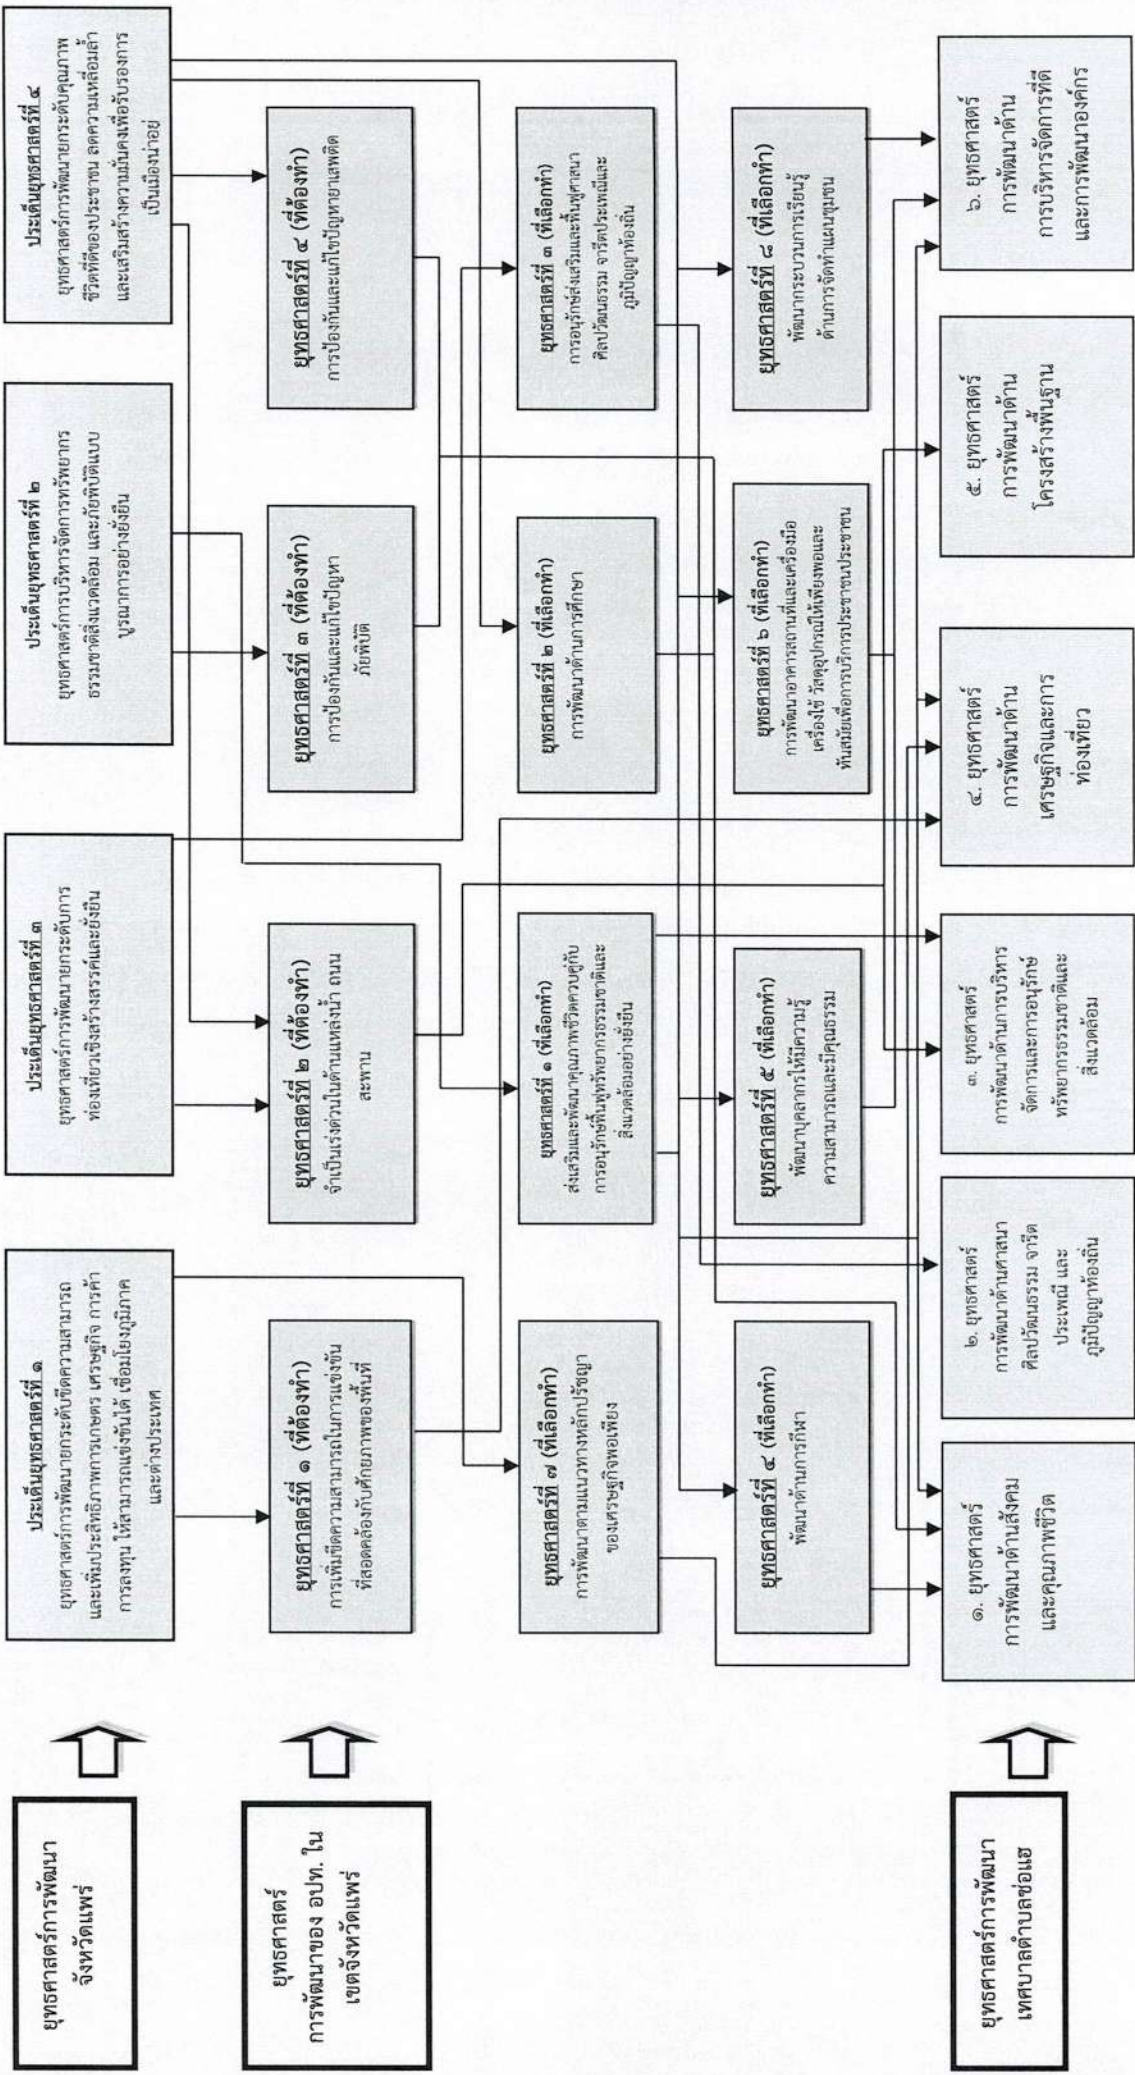 ยุทธศาสตร์การพัฒนา
จังหวัดแพร่
ประเด็นยุทธศาสตร์ที่ ๑
ยุทธศาสตร์การพัฒนายกระดับขีดความสามารถ
และเพิ่มประสิทธิภาพการเกษตร เศรษฐกิจ การค้า
การลงทุน ให้สามารถแข่งขันได้ เชื่อมโยงภูมิภาค
และต่างประเทศ
ประเด็นยุทธศาสตร์ที่ ๓
ยุทธศาสตร์การพัฒนายกระดับการ
ท่องเที่ยวเชิงสร้างสรรค์และยั่งยืน
ประเด็นยุทธศาสตร์ที่ ๒
ยุทธศาสตร์การบริหารจัดการทรัพยากร
ธรรมชาติสิ่งแวดล้อม และภัยพิบัติแบบ
บูรณาการอย่างยั่งยืน
ประเด็นยุทธศาสตร์ที่ ๔
ยุทธศาสตร์การพัฒนายกระดับคุณภาพ
ชีวิตที่ดีของประชาชน ลดความเหลื่อมล้ำ
และเสริมสร้างความมั่นคงเพื่อรับรองการ
เป็นเมืองน่าอยู่
ยุทธศาสตร์
การพัฒนาของ อปท. ใน
เขตจังหวัดแพร่
ยุทธศาสตร์ที่ ๑ (ที่ต้องทำ)
การเพิ่มขีดความสามารถในการแข่งขัน
ที่สอดคล้องกับศักยภาพของพื้นที่
ยุทธศาสตร์ที่ ๒ (ที่ต้องทำ)
จำเป็นเร่งด่วนในด้านแหล่งน้ำ ถนน
สะพาน
ยุทธศาสตร์ที่ ๓ (ที่ต้องทำ)
การป้องกันและแก้ไขปัญหา
ภัยพิบัติ
ยุทธศาสตร์ที่ ๔ (ที่ต้องทำ)
การป้องกันและแก้ไขปัญหายาเสพติด
ยุทธศาสตร์ที่ ๗ (ที่เลือกทำ)
การพัฒนาตามแนวทางหลักปรัชญา
ของเศรษฐกิจพอเพียง
ยุทธศาสตร์ที่ ๑ (ที่เลือกทำ)
ส่งเสริมและพัฒนาคุณภาพชีวิตควบคู่กับ
การอนุรักษ์ฟื้นฟูทรัพยากรธรรมชาติและ
สิ่งแวดล้อมอย่างยั่งยืน
ยุทธศาสตร์ที่ ๒ (ที่เลือกทำ)
การพัฒนาด้านการศึกษา
ยุทธศาสตร์ที่ ๓ (ที่เลือกทำ)
การอนุรักษ์ส่งเสริมและฟื้นฟูศาสนา
ศิลปวัฒนธรรม จารีตประเพณีและ
ภูมิปัญญาท้องถิ่น
ยุทธศาสตร์ที่ ๔ (ที่เลือกทำ)
พัฒนาด้านการกีฬา
ยุทธศาสตร์ที่ ๕ (ที่เลือกทำ)
พัฒนาบุคลากรให้มีความรู้
ความสามารถและมีคุณธรรม
ยุทธศาสตร์ที่ ๖ (ที่เลือกทำ)
การพัฒนาอาคารสถานที่และเครื่องมือ
เครื่องใช้ วัสดุอุปกรณ์ให้เพียงพอและ
ทันสมัยเพื่อการบริการประชาชนประชาชน
ยุทธศาสตร์ที่ ๘ (ที่เลือกทำ)
พัฒนากระบวนการเรียนรู้
ด้านการจัดทำแผนชุมชน
ยุทธศาสตร์การพัฒนา
เทศบาลตำบลช่อแฮ
๑. ยุทธศาสตร์
การพัฒนาด้านสังคม
และคุณภาพชีวิต
๒. ยุทธศาสตร์
การพัฒนาด้านศาสนา
ศิลปวัฒนธรรม จารีต
ประเพณี และ
ภูมิปัญญาท้องถิ่น
๓. ยุทธศาสตร์
การพัฒนาด้านการบริหาร
จัดการและการอนุรักษ์
ทรัพยากรธรรมชาติและ
สิ่งแวดล้อม
๔. ยุทธศาสตร์
การพัฒนาด้าน
เศรษฐกิจและการ
ท่องเที่ยว
๕. ยุทธศาสตร์
การพัฒนาด้าน
โครงสร้างพื้นฐาน
๖. ยุทธศาสตร์
การพัฒนาด้าน
การบริหารจัดการที่ดี
และการพัฒนาองค์กร